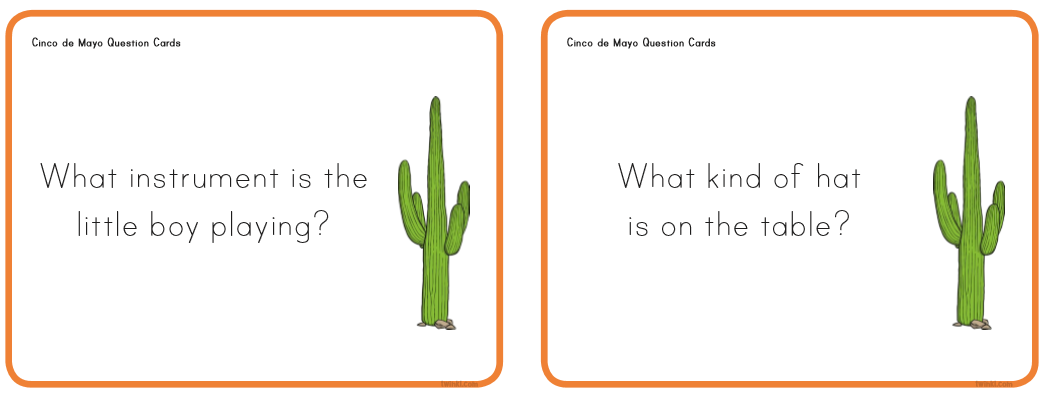 Cinco de Mayo Question Cards
What instrument is the
little boy playing?
Cinco de Mayo Question Cards
What kind of hat
is on the table?